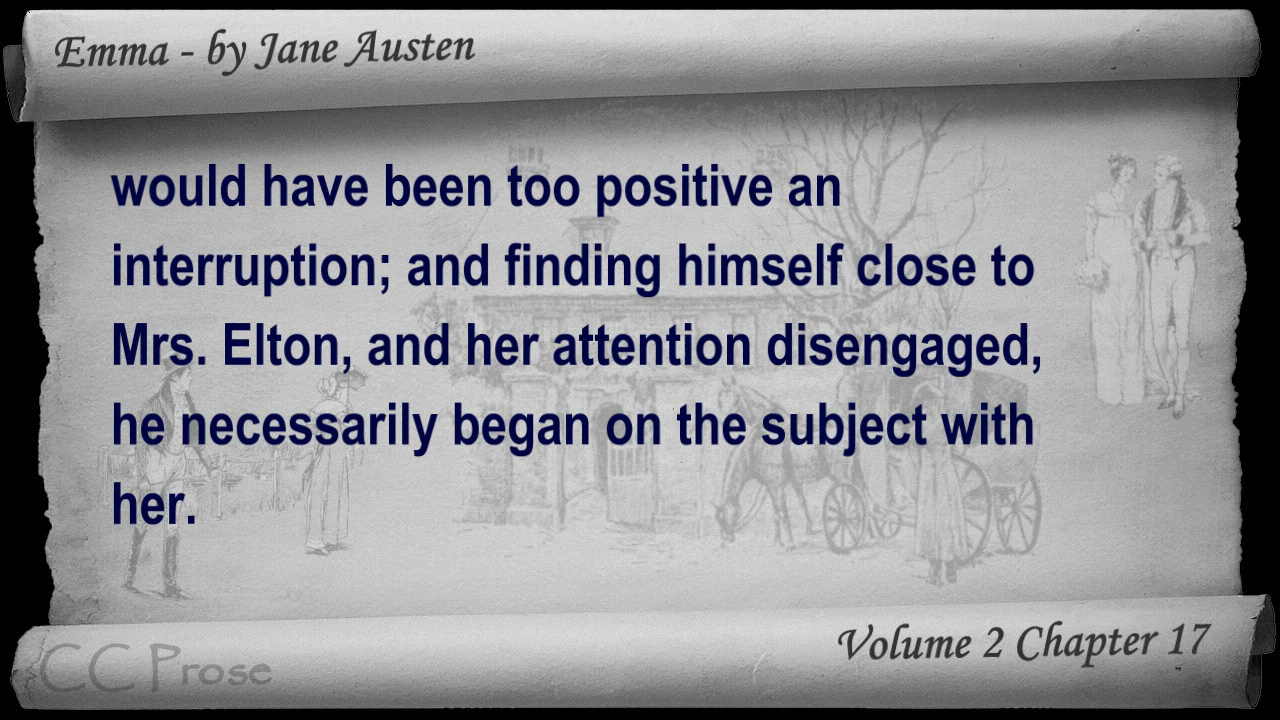 Emma - by Jane Austen
would have been too positive an
interruption; and finding himself close to
Mrs. Elton, and her attention disengaged,
he necessarily began on the subject with
her.
Volume 2 Chapter 17
CC Prose